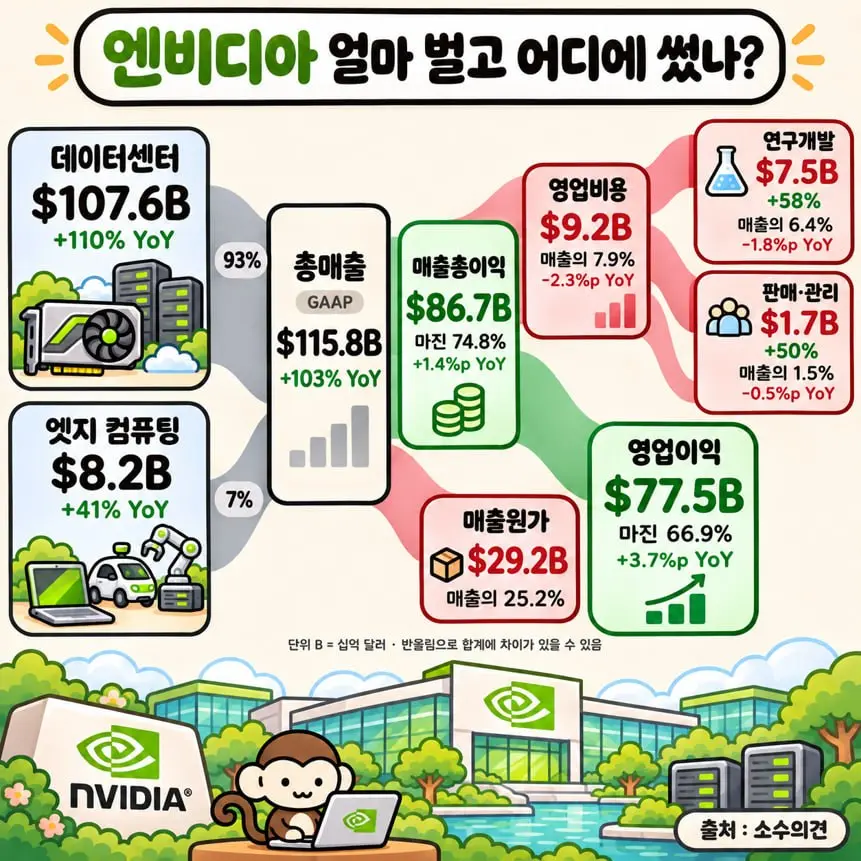 엔비디아 얼마 벌고 어디에 썼나?
데이터센터
$107.6B
+110% YoY
93%
엣지 컴퓨팅
$8.2B
+41% YoY
7%
총매출
GAAP
$115.8B
+103% YoY
매출총이익
$86.7B
마진 74.8%
+1.4%p YoY
매출원가
$29.2B
매출의 25.2%
영업비용
$9.2B
매출의 7.9%
-2.3%p YoY
영업이익
$77.5B
마진 66.9%
+3.7%p YoY
연구개발
$7.5B
+58%
매출의 6.4%
-1.8%p YoY
판매·관리
$1.7B
+50%
매출의 1.5%
-0.5%p YoY
단위 B = 십억 달러 · 반올림으로 합계에 차이가 있을 수 있음
NVIDIA®
출처 : 소수의견